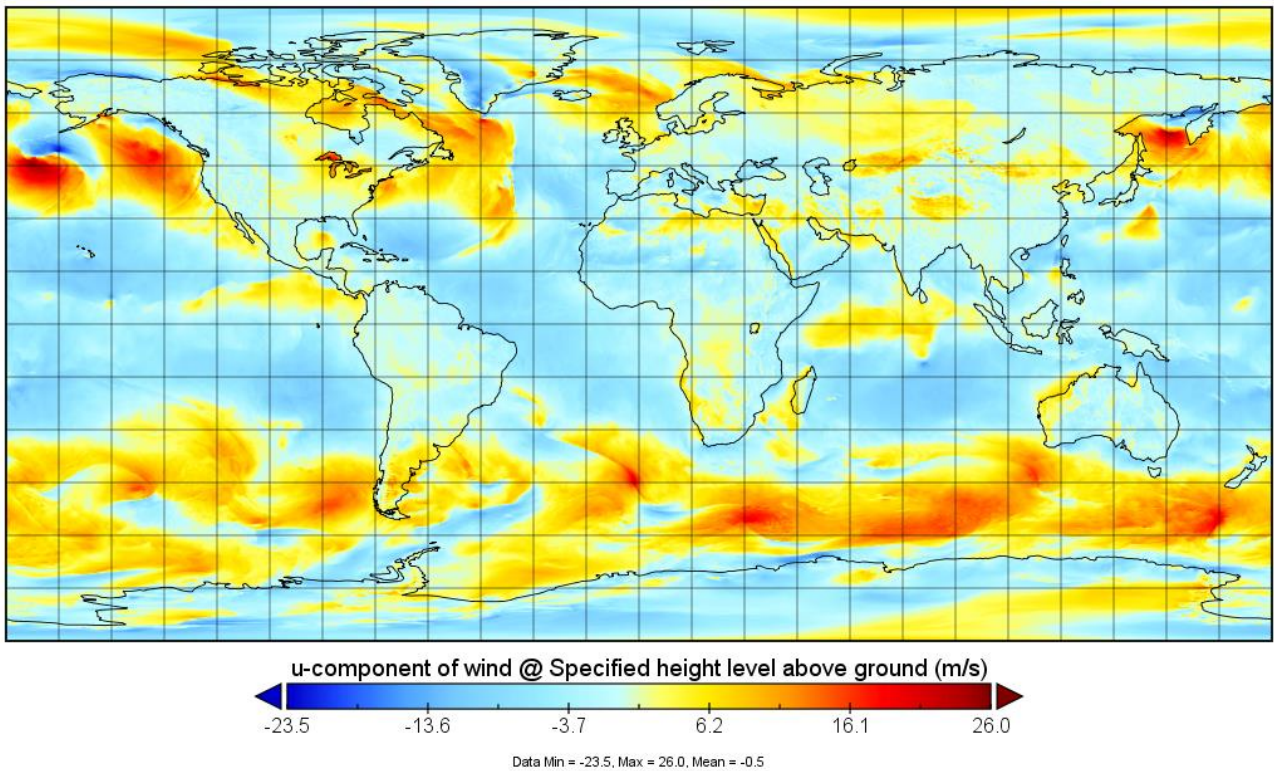 u-component of wind @ Specified height level above ground (m/s)
-23.5 -13.6 -3.7 6.2 16.1 26.0
Data Min = -23.5, Max = 26.0, Mean = -0.5